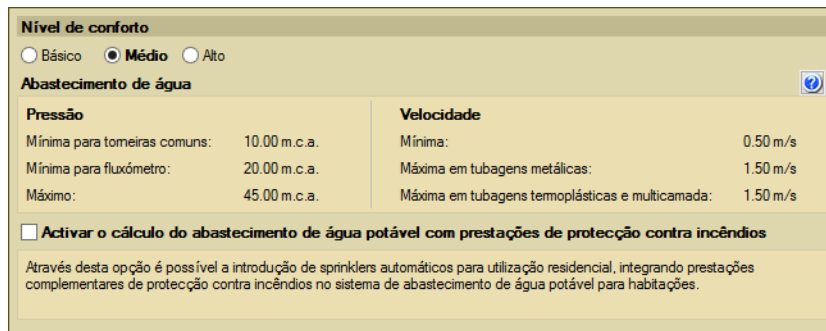 Nível de conforto
Básico Médio Alto
Abastecimento de água
Pressão
Mínima para torneiras comuns: 10.00 m.c.a.
Mínima para fluxómetro: 20.00 m.c.a.
Máximo: 45.00 m.c.a.
Velocidade
Mínima: 0.50 m/s
Máxima em tubagens metálicas: 1.50 m/s
Máxima em tubagens termoplásticas e multicamada: 1.50 m/s
Activar o cálculo do abastecimento de água potável com prestações de protecção contra incêndios
Através desta opção é possível a introdução de sprinklers automáticos para utilização residencial, integrando prestações
complementares de protecção contra incêndios no sistema de abastecimento de água potável para habitações.